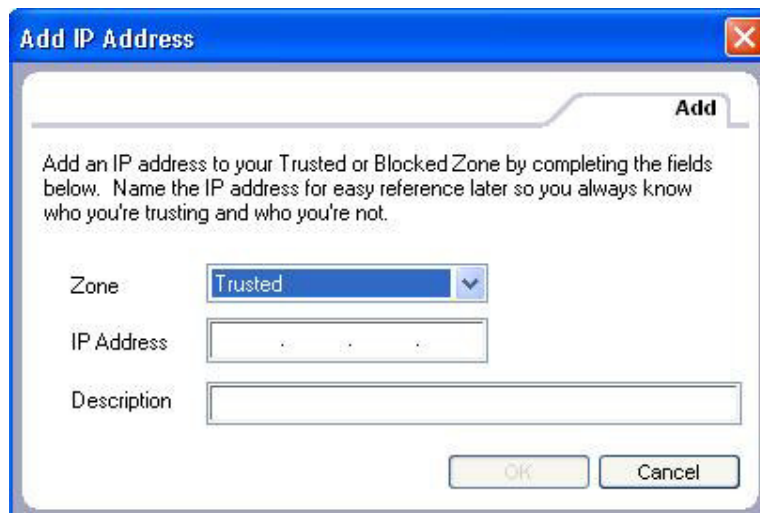 Add IP Address
Add
Add an IP address to your Trusted or Blocked Zone by completing the fields
below.  Name the IP address for easy reference later so you always know
who you're trusting and who you're not.
Zone
Trusted
IP Address
. . .
Description
OK
Cancel